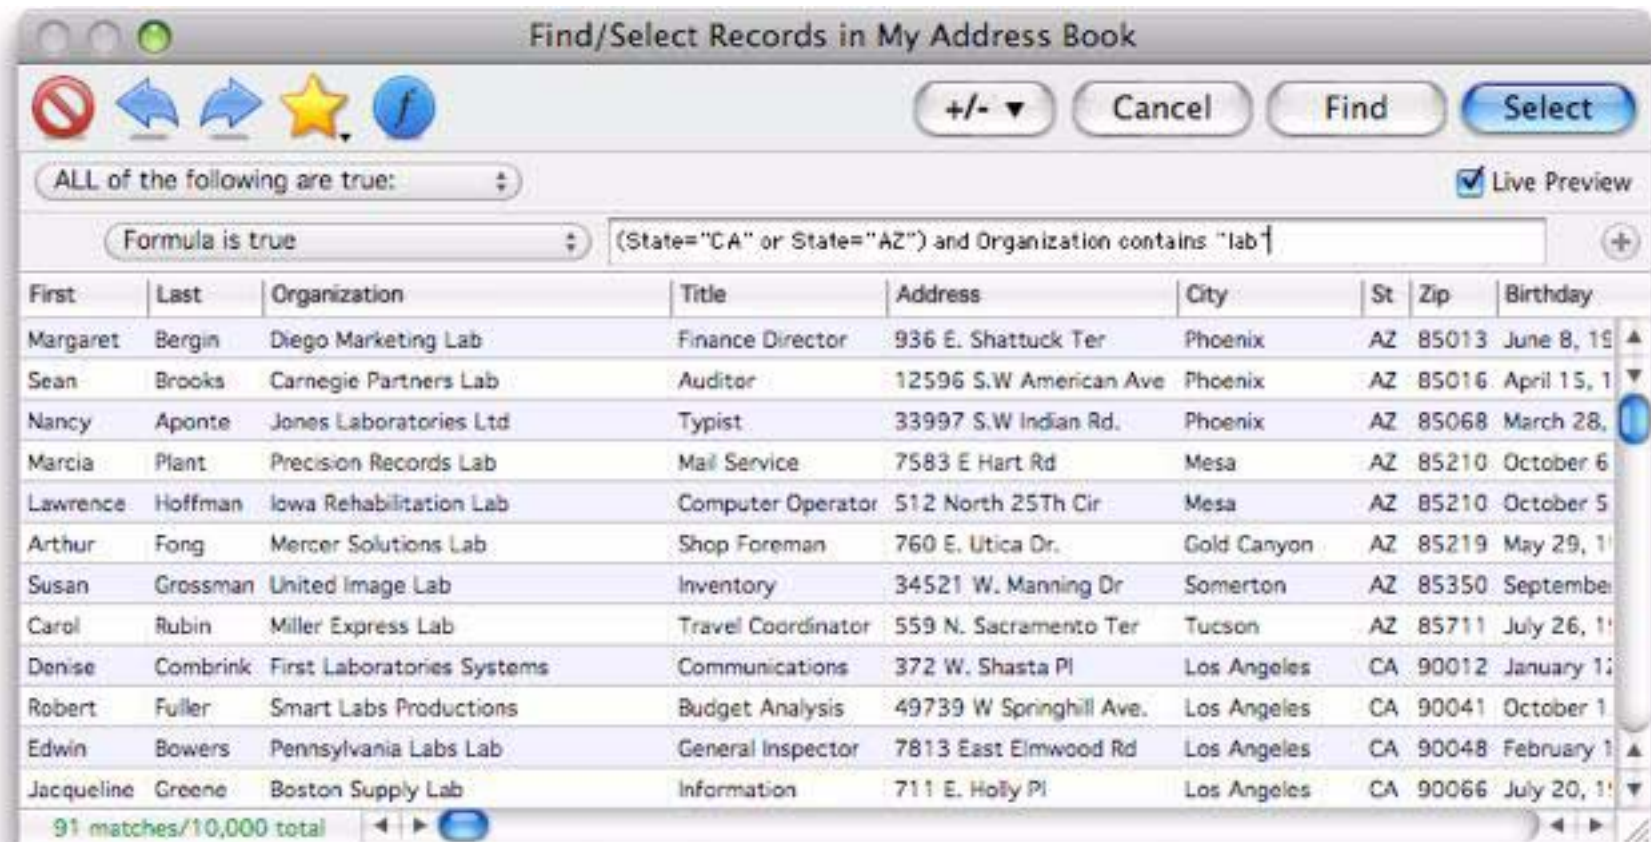 Find/Select Records in My Address Book
f +/- ▼ Cancel Find Select
ALL of the following are true: Live Preview
Formula is true (State="CA" or State="AZ") and Organization contains "lab"
First Last Organization Title Address City St Zip Birthday
Margaret Bergin Diego Marketing Lab Finance Director 936 E. Shattuck Ter Phoenix AZ 85013 June 8, 19
Sean Brooks Carnegie Partners Lab Auditor 12596 S.W American Ave Phoenix AZ 85016 April 15, 1
Nancy Aponte Jones Laboratories Ltd Typist 33997 S.W Indian Rd. Phoenix AZ 85068 March 28,
Marcia Plant Precision Records Lab Mail Service 7583 E Hart Rd Mesa AZ 85210 October 6
Lawrence Hoffman Iowa Rehabilitation Lab Computer Operator 512 North 25Th Cir Mesa AZ 85210 October 5
Arthur Fong Mercer Solutions Lab Shop Foreman 760 E. Utica Dr. Gold Canyon AZ 85219 May 29, 1
Susan Grossman United Image Lab Inventory 34521 W. Manning Dr Somerton AZ 85350 September
Carol Rubin Miller Express Lab Travel Coordinator 559 N. Sacramento Ter Tucson AZ 85711 July 26, 1
Denise Combrink First Laboratories Systems Communications 372 W. Shasta Pl Los Angeles CA 90012 January 12
Robert Fuller Smart Labs Productions Budget Analysis 49739 W Springhill Ave. Los Angeles CA 90041 October 1
Edwin Bowers Pennsylvania Labs Lab General Inspector 7813 East Elmwood Rd Los Angeles CA 90048 February 1
Jacqueline Greene Boston Supply Lab Information 711 E. Holly Pl Los Angeles CA 90066 July 20, 1
91 matches/10,000 total